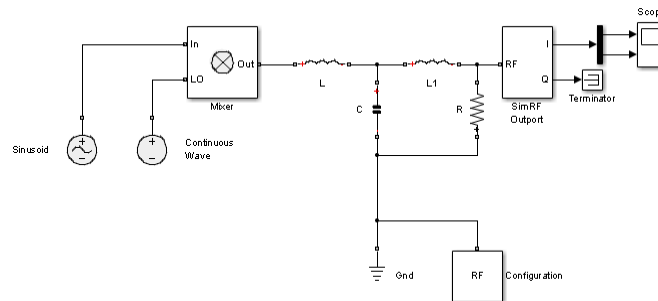 Scop
In
Out
LO
Mixer
L
L1
RF
I
Q
SimRF
Outport
Terminator
C
R
Sinusoid
Continuous
Wave
Gnd
RF
Configuration